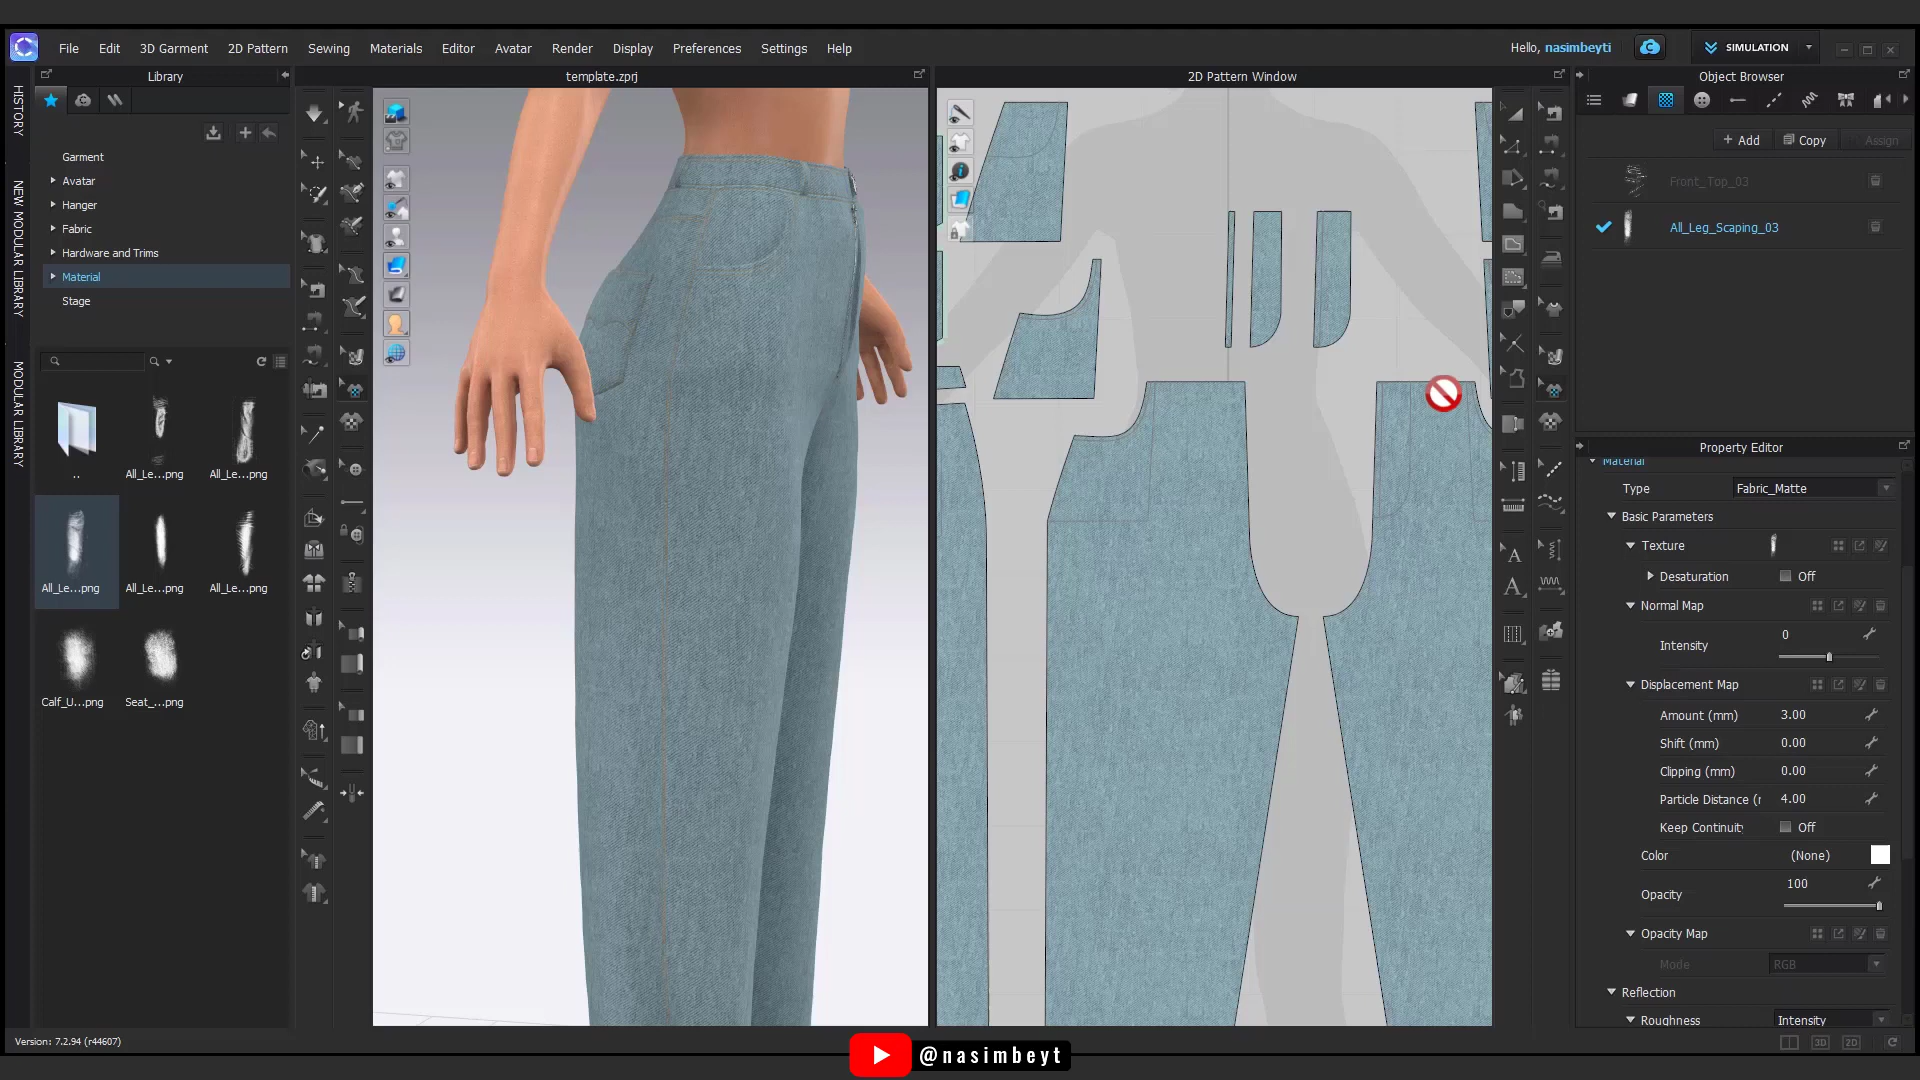 File Edit 3D Garment 2D Pattern Sewing Materials Editor Avatar Render Display Preferences Settings Help
Hello, nasimbeyti
SIMULATION
HISTORY
NEW MODULAR LIBRARY
MODULAR LIBRARY
Library
Garment
Avatar
Hanger
Fabric
Hardware and Trims
Material
Stage
..
All_Le...png
All_Le...png
All_Le...png
All_Le...png
All_Le...png
Calf_U...png
Seat_...png
template.zprj
2D Pattern Window
Object Browser
+ Add
Copy
Assign
Front_Top_03
All_Leg_Scaping_03
Property Editor
Material
Type Fabric_Matte
Basic Parameters
Texture
Desaturation Off
Normal Map
Intensity 0
Displacement Map
Amount (mm) 3.00
Shift (mm) 0.00
Clipping (mm) 0.00
Particle Distance (r 4.00
Keep Continuity Off
Color (None)
Opacity 100
Opacity Map
Mode RGB
Reflection
Roughness Intensity
3D 2D
Version: 7.2.94 (r44607)
@nasimbeyt